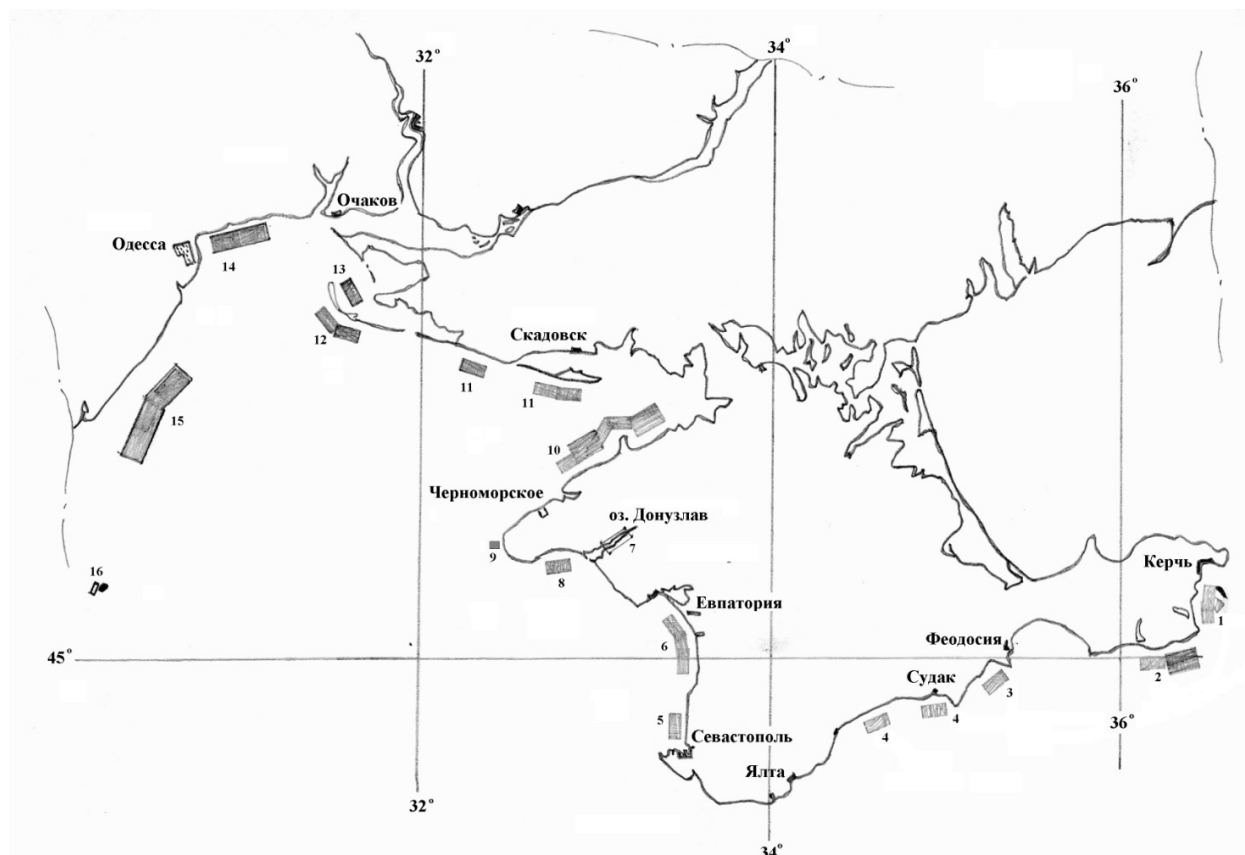 32°
34°
36°
Очаков
Одесса
14
13
12
Скадовск
11
11
15
10
Черноморское
оз. Донузлав
7
9
8
16
Керчь
1
Евпатория
6
45°
Феодосия
2
3
Судак
4
4
5
Севастополь
36°
Ялта
32°
34°